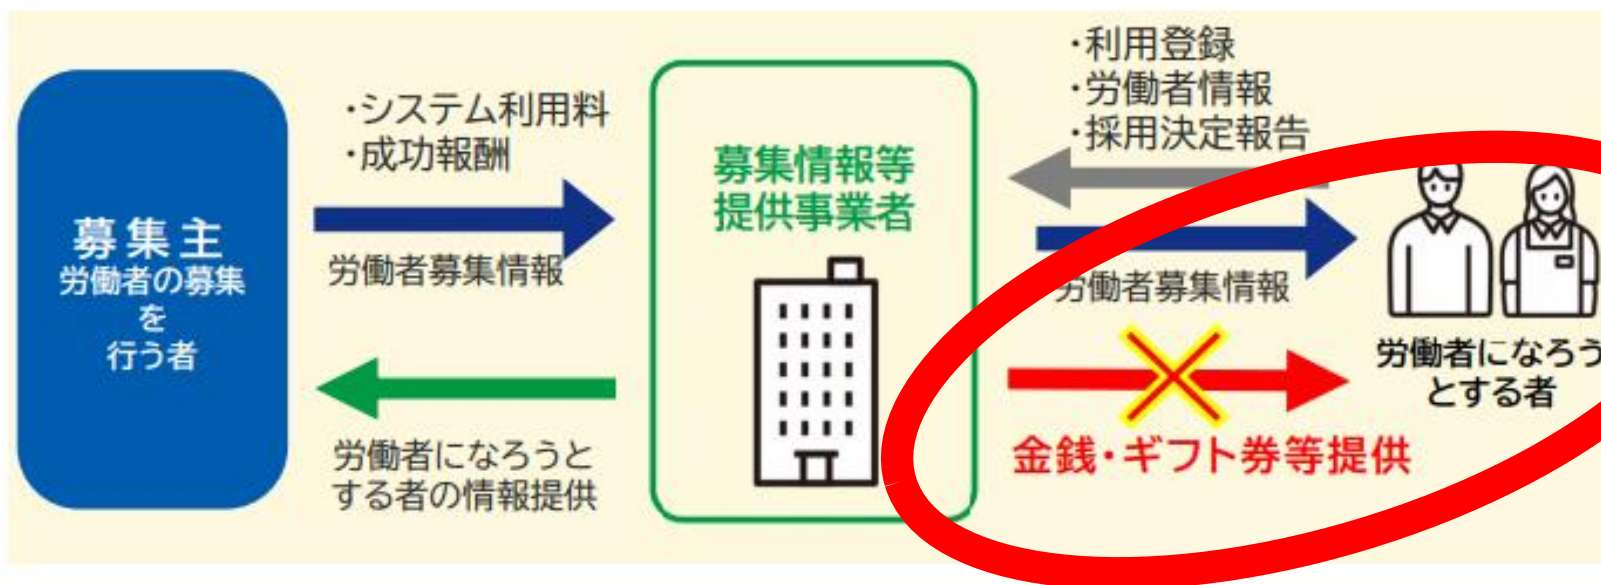 募集主
労働者の募集
を
行う者
・システム利用料
・成功報酬
労働者募集情報
労働者になろうと
する者の情報提供
募集情報等
提供事業者
・利用登録
・労働者情報
・採用決定報告
労働者募集情報
金銭・ギフト券等提供
労働者になろう
とする者